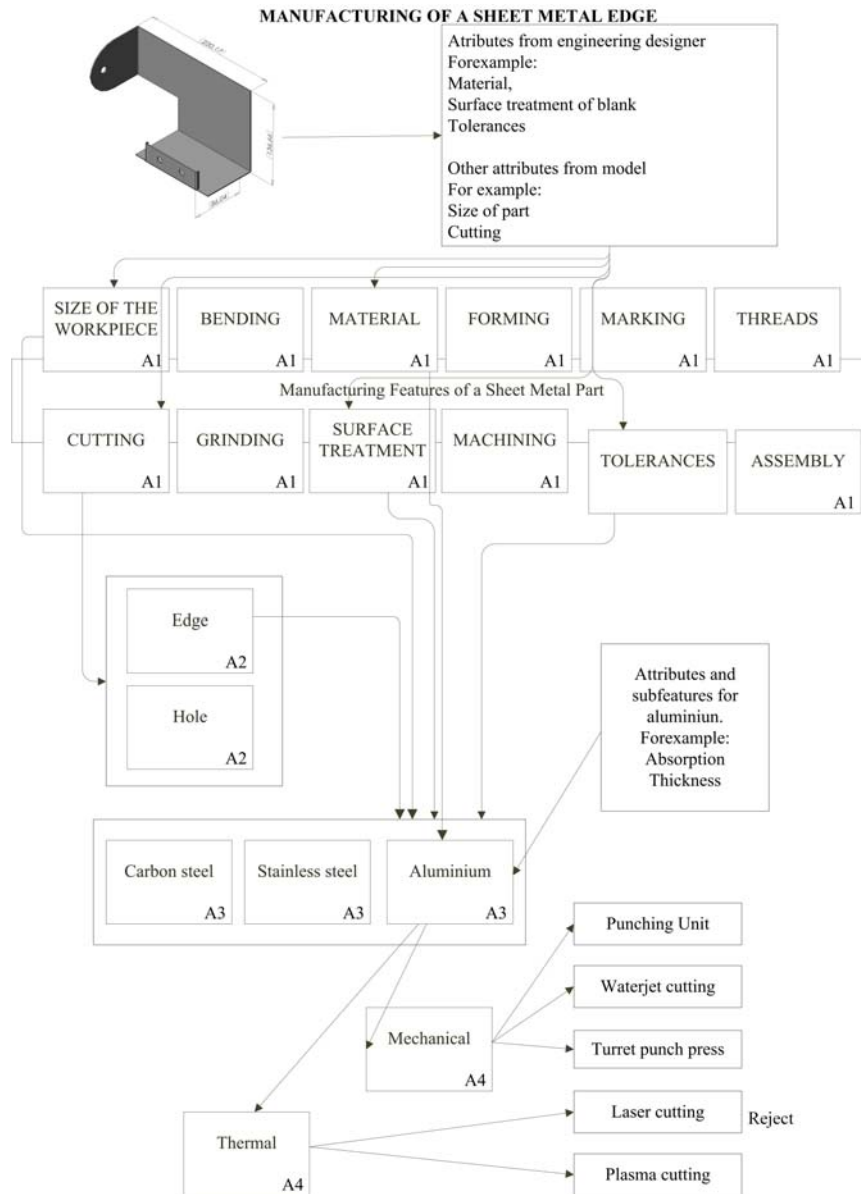 MANUFACTURING OF A SHEET METAL EDGE
Atributes from engineering designer
Forexample:
Material,
Surface treatment of blank
Tolerances
Other attributes from model
For example:
Size of part
Cutting
SIZE OF THE
WORKPIECE
A1
BENDING
A1
MATERIAL
A1
FORMING
A1
MARKING
A1
THREADS
A1
Manufacturing Features of a Sheet Metal Part
CUTTING
A1
GRINDING
A1
SURFACE
TREATMENT
A1
MACHINING
A1
TOLERANCES
ASSEMBLY
A1
Edge
A2
Hole
A2
Attributes and
subfeatures for
aluminiun.
Forexample:
Absorption
Thickness
Carbon steel
A3
Stainless steel
A3
Aluminium
A3
Punching Unit
Waterjet cutting
Mechanical
A4
Turret punch press
Laser cutting
Reject
Thermal
A4
Plasma cutting